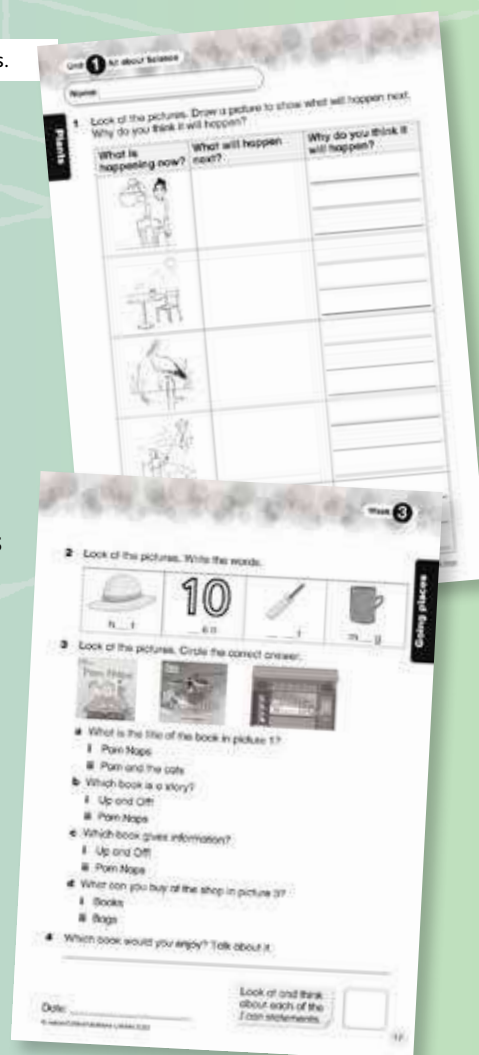 s.
Unit 1 All about Science
Name:
Plants
1 Look at the pictures. Draw a picture to show what will happen next.
Why do you think it will happen?
What is happening now? What will happen next? Why do you think it will happen?
s
Week 3
Going places
2 Look at the pictures. Write the words.
h__t 10 __en __ __t m__g
3 Look at the pictures. Circle the correct answer.
Pam Naps
a What is the title of the book in picture 1?
i Pam Naps
ii Pam and the cats
b Which book is a story?
i Up and Off!
ii Pam Naps
c Which book gives information?
i Up and Off!
ii Pam Naps
d What can you buy at the shop in picture 3?
i Books
ii Bags
4 Which book would you enjoy? Talk about it.
Look at and think
about each of the
I can statements.
Date:
17